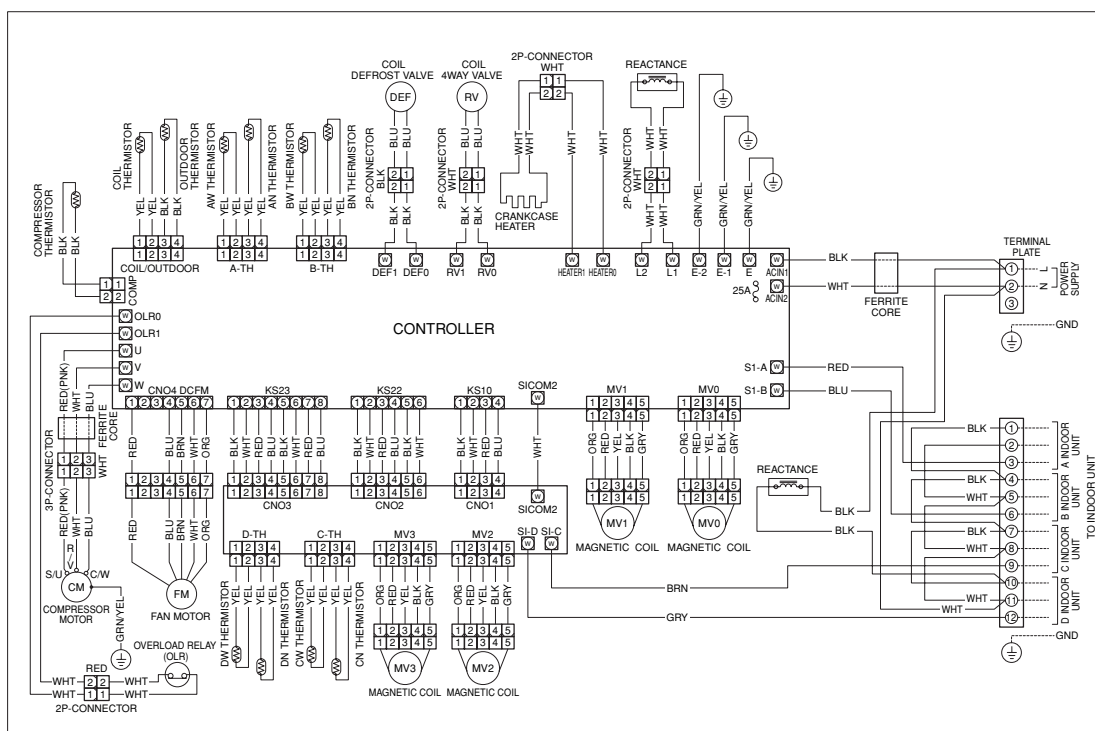 COIL
DEFROST VALVE
DEF
COIL
4WAY VALVE
RV
2P-CONNECTOR
WHT
1 1
2 2
REACTANCE
COIL
THERMISTOR
OUTDOOR
THERMISTOR
AW THERMISTOR
AN THERMISTOR
BW THERMISTOR
BN THERMISTOR
YEL YEL BLK BLK
YEL YEL YEL YEL
YEL YEL YEL YEL
2P-CONNECTOR
BLK
BLU BLU
2 1
2 1
BLK BLK
2P-CONNECTOR
WHT
BLU BLU
2 1
2 1
BLK BLK
WHT WHT
CRANKCASE
HEATER
WHT WHT
2P-CONNECTOR
WHT
WHT WHT
2 1
2 1
WHT WHT
GRN/YEL GRN/YEL GRN/YEL
COMPRESSOR
THERMISTOR
BLK BLK
1 2 3 4
1 2 3 4
COIL/OUTDOOR
1 2 3 4
1 2 3 4
A-TH
1 2 3 4
1 2 3 4
B-TH
W W W W W W W W W W W W
DEF1 DEF0 RV1 RV0 HEATER1 HEATER0 L2 L1 E-2 E-1 E ACIN1
25A
W
ACIN2
BLK
WHT
FERRITE
CORE
TERMINAL
PLATE
1 L
2 N
3
POWER
SUPPLY
GND
1 1
2 2
COMP
W OLR0
W OLR1
W U
W V
W W
CONTROLLER
S1-A W RED
S1-B W BLU
CNO4 DCFM
1 2 3 4 5 6 7
KS23
1 2 3 4 5 6 7 8
KS22
1 2 3 4 5 6
KS10
1 2 3 4
SICOM2
W
MV1
1 2 3 4 5
1 2 3 4 5
MV0
1 2 3 4 5
1 2 3 4 5
RED(PNK) WHT BLU
FERRITE
CORE
3P-CONNECTOR
WHT
1 2 3
1 2 3
RED(PNK) WHT BLU
RED BLU BRN WHT ORG
1 2 3 4 5 6 7
1 2 3 4 5 6 7
RED BLU BRN WHT ORG
BLK WHT RED BLU BLK WHT RED BLU
1 2 3 4 5 6 7 8
CNO3
BLK WHT RED BLU BLK WHT
1 2 3 4 5 6
CNO2
BLK WHT RED BLU
1 2 3 4
CNO1
WHT
W
SICOM2
SI-D SI-C
W W
ORG RED YEL BLK GRY
1 2 3 4 5
1 2 3 4 5
MV1
MAGNETIC COIL
ORG RED YEL BLK GRY
1 2 3 4 5
1 2 3 4 5
MV0
MAGNETIC COIL
REACTANCE
BLK
BLK
BRN
GRY
BLK 1
2
3
A INDOOR
UNIT
BLK 4
WHT 5
6
B INDOOR
UNIT
BLK 7
WHT 8
9
C INDOOR
UNIT
10
WHT 11
WHT 12
D INDOOR
UNIT
TO INDOOR UNIT
GND
R
V
S/U C/W
CM
COMPRESSOR
MOTOR
GRN/YEL
FM
FAN MOTOR
OVERLOAD RELAY
(OLR)
RED
WHT 2 2 WHT
WHT 1 1 WHT
2P-CONNECTOR
D-TH
1 2 3 4
1 2 3 4
YEL YEL YEL YEL
DW THERMISTOR
DN THERMISTOR
C-TH
1 2 3 4
1 2 3 4
YEL YEL YEL YEL
CW THERMISTOR
CN THERMISTOR
MV3
1 2 3 4 5
1 2 3 4 5
ORG RED YEL BLK GRY
1 2 3 4 5
1 2 3 4 5
MV3
MAGNETIC COIL
MV2
1 2 3 4 5
1 2 3 4 5
ORG RED YEL BLK GRY
1 2 3 4 5
1 2 3 4 5
MV2
MAGNETIC COIL